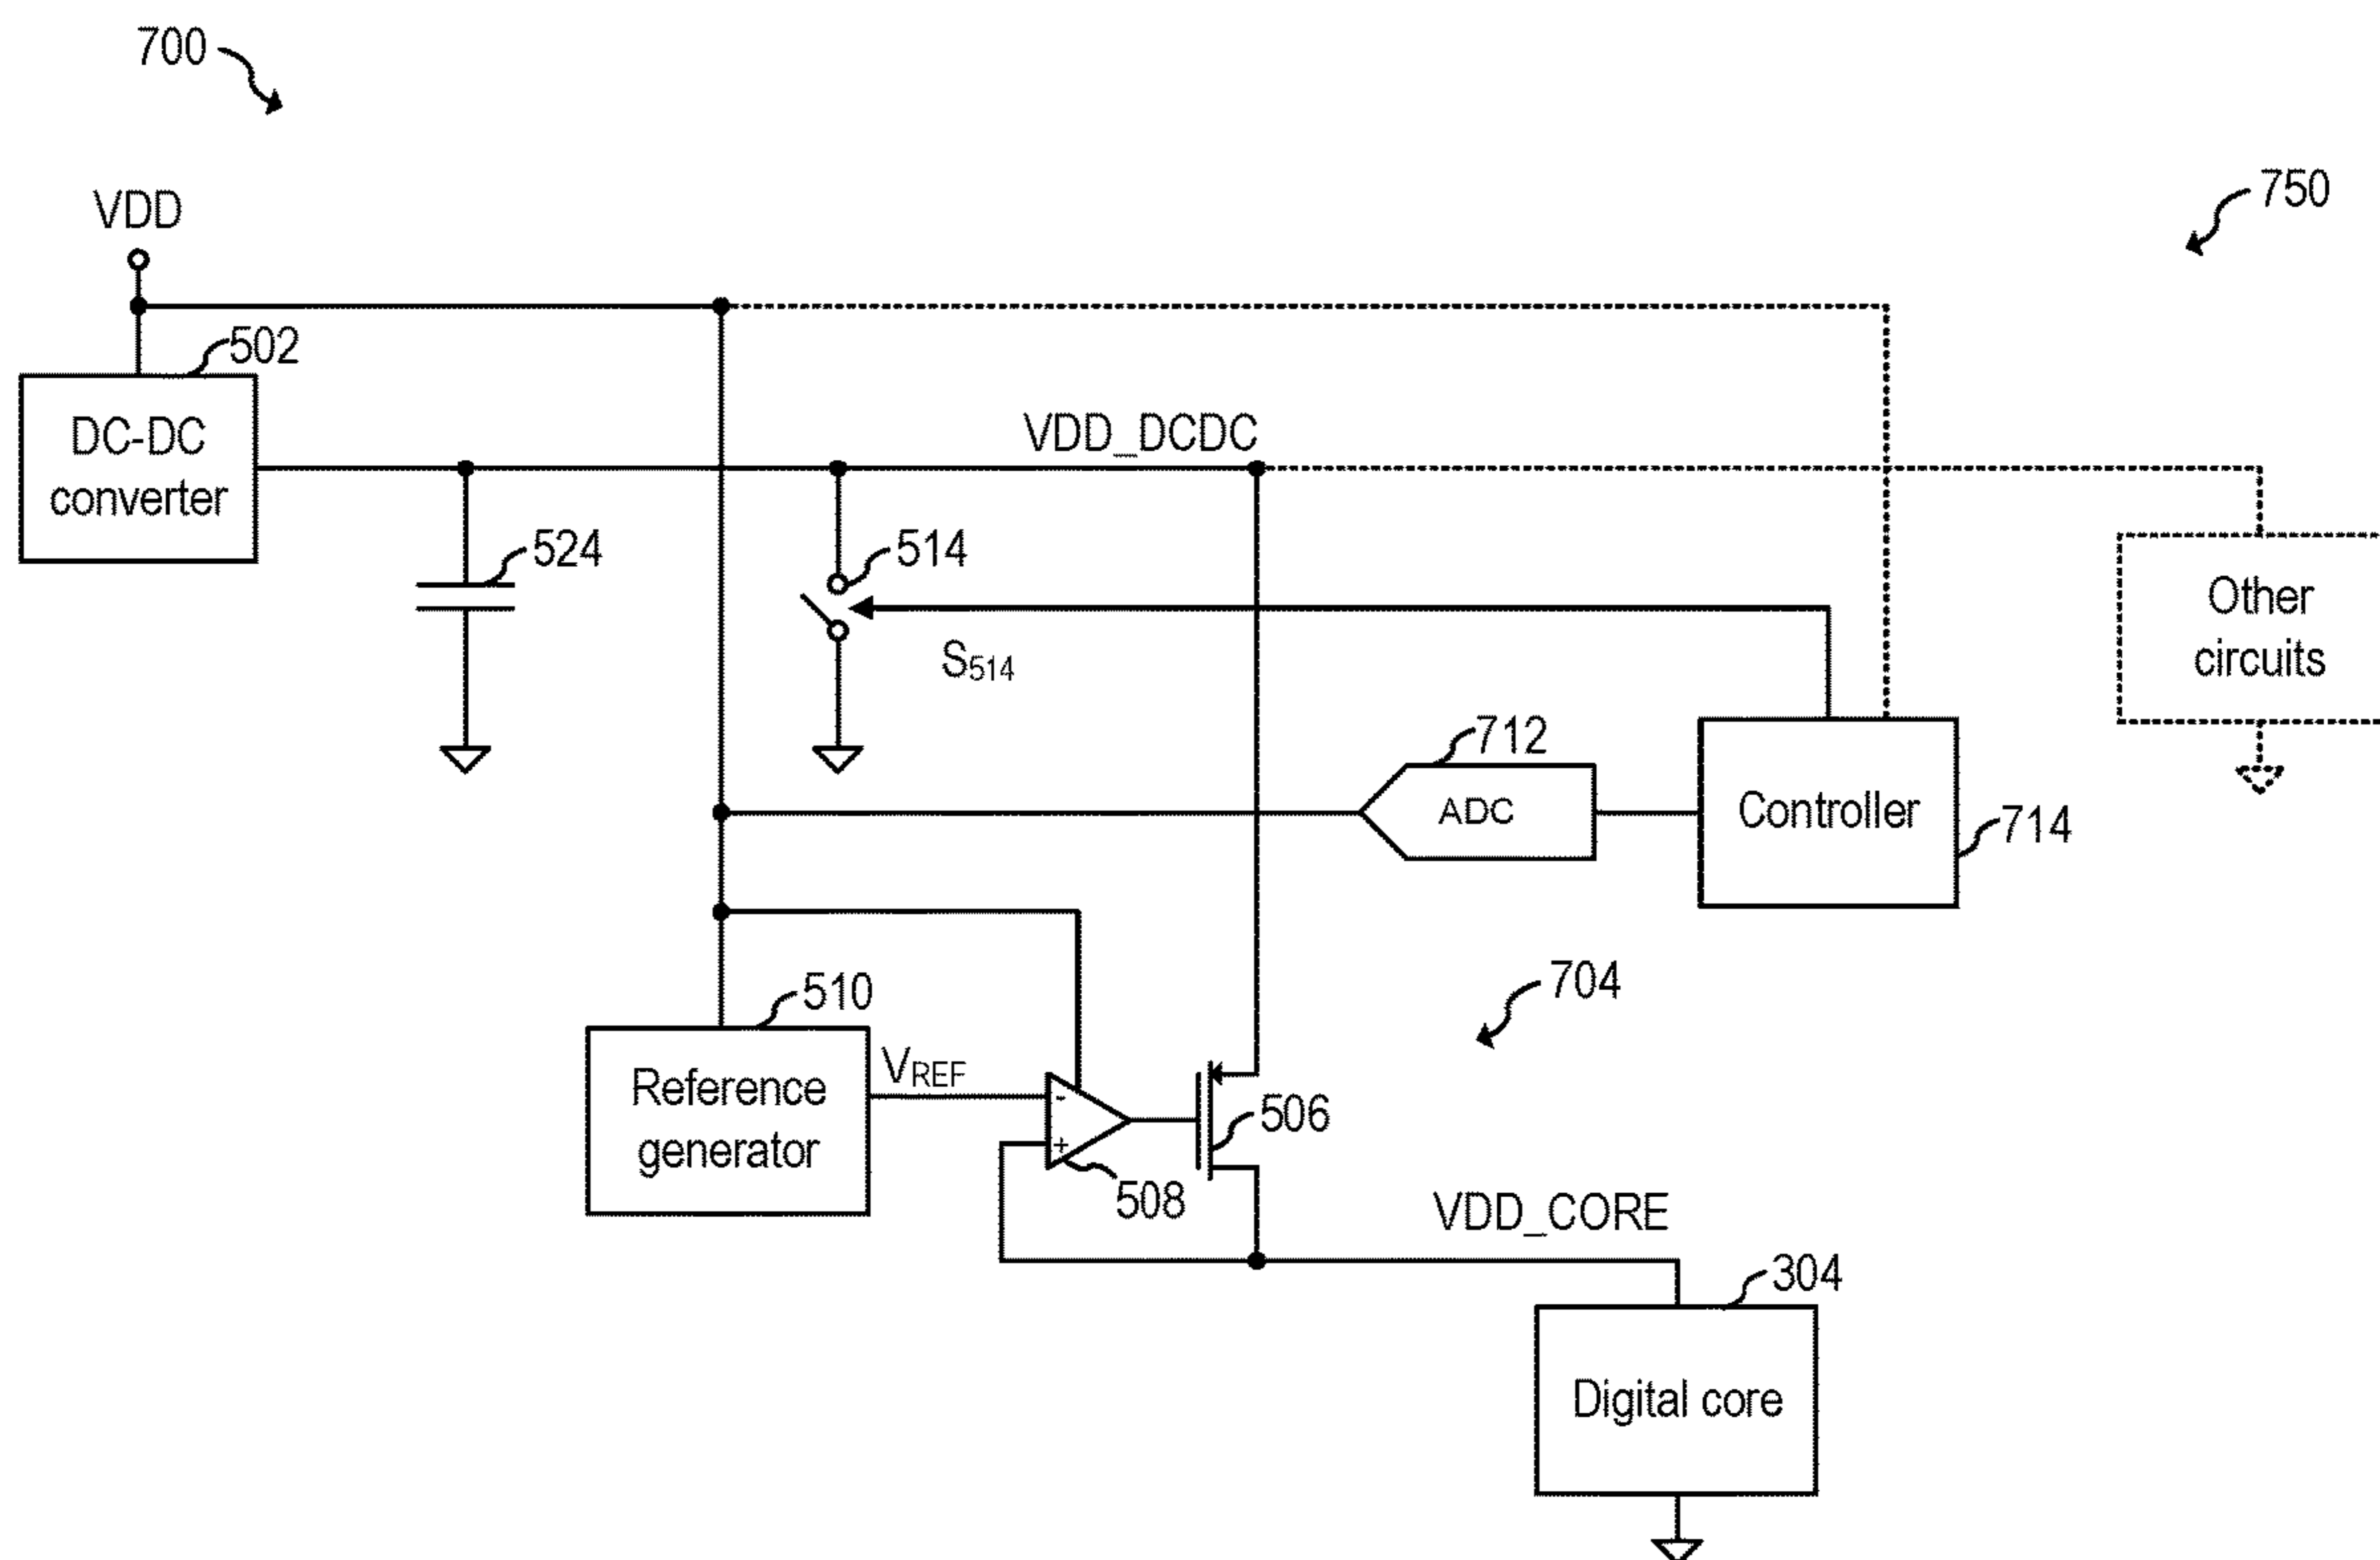 700
750
VDD
502
DC-DC
converter
VDD_DCDC
524
514
Other
circuits
S514
712
ADC
Controller
714
704
510
Reference
generator
VREF
-
+
506
508
VDD_CORE
304
Digital core